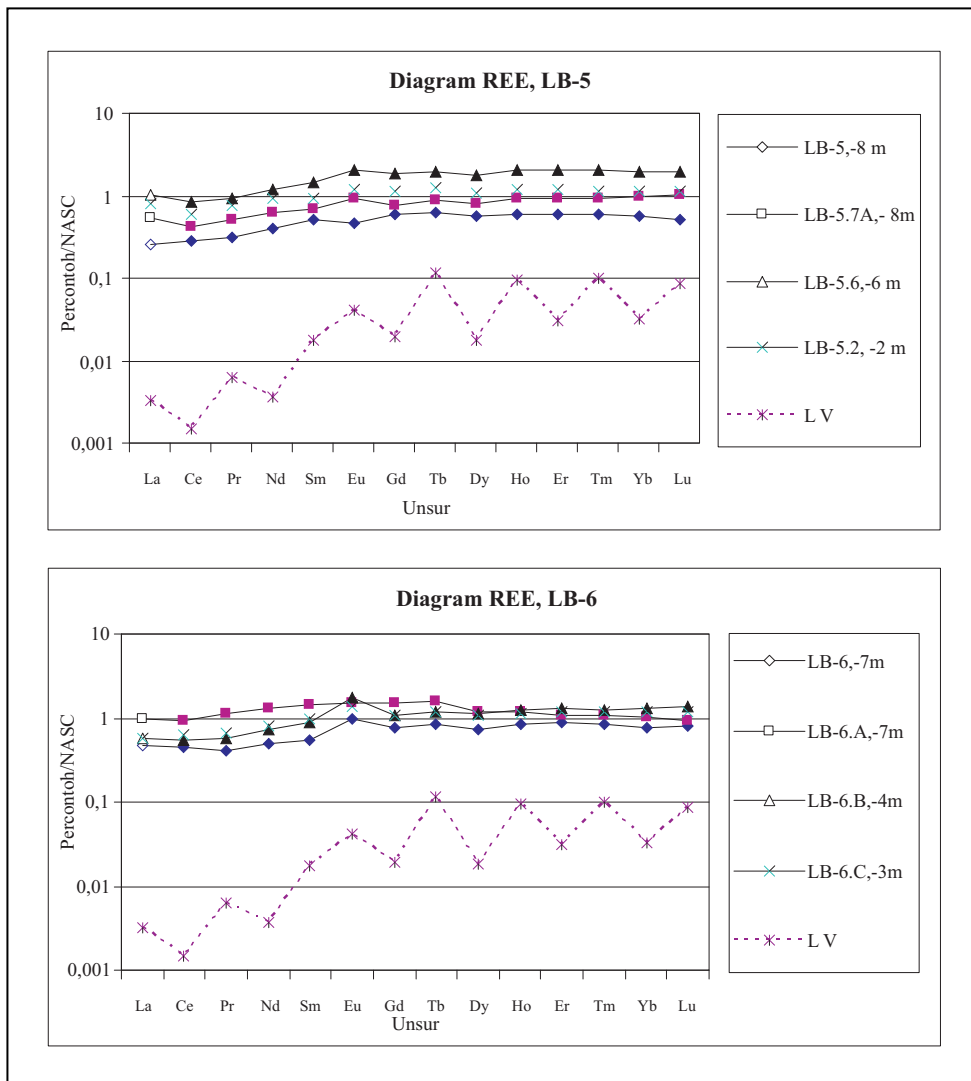 Diagram REE, LB-5
Percontoh/NASC
10
1
0,1
0,01
0,001
La Ce Pr Nd Sm Eu Gd Tb Dy Ho Er Tm Yb Lu
Unsur
LB-5,-8 m
LB-5.7A,- 8m
LB-5.6,-6 m
LB-5.2, -2 m
L V
Diagram REE, LB-6
Percontoh/NASC
10
1
0,1
0,01
0,001
La Ce Pr Nd Sm Eu Gd Tb Dy Ho Er Tm Yb Lu
Unsur
LB-6,-7m
LB-6.A,-7m
LB-6.B,-4m
LB-6.C,-3m
L V